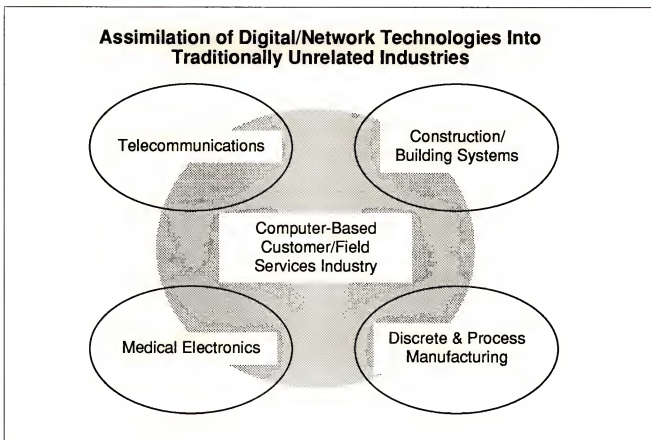 Assimilation of Digital/Network Technologies Into
Traditionally Unrelated Industries
Telecommunications
Construction/
Building Systems
Computer-Based
Customer/Field
Services Industry
Medical Electronics
Discrete & Process
Manufacturing